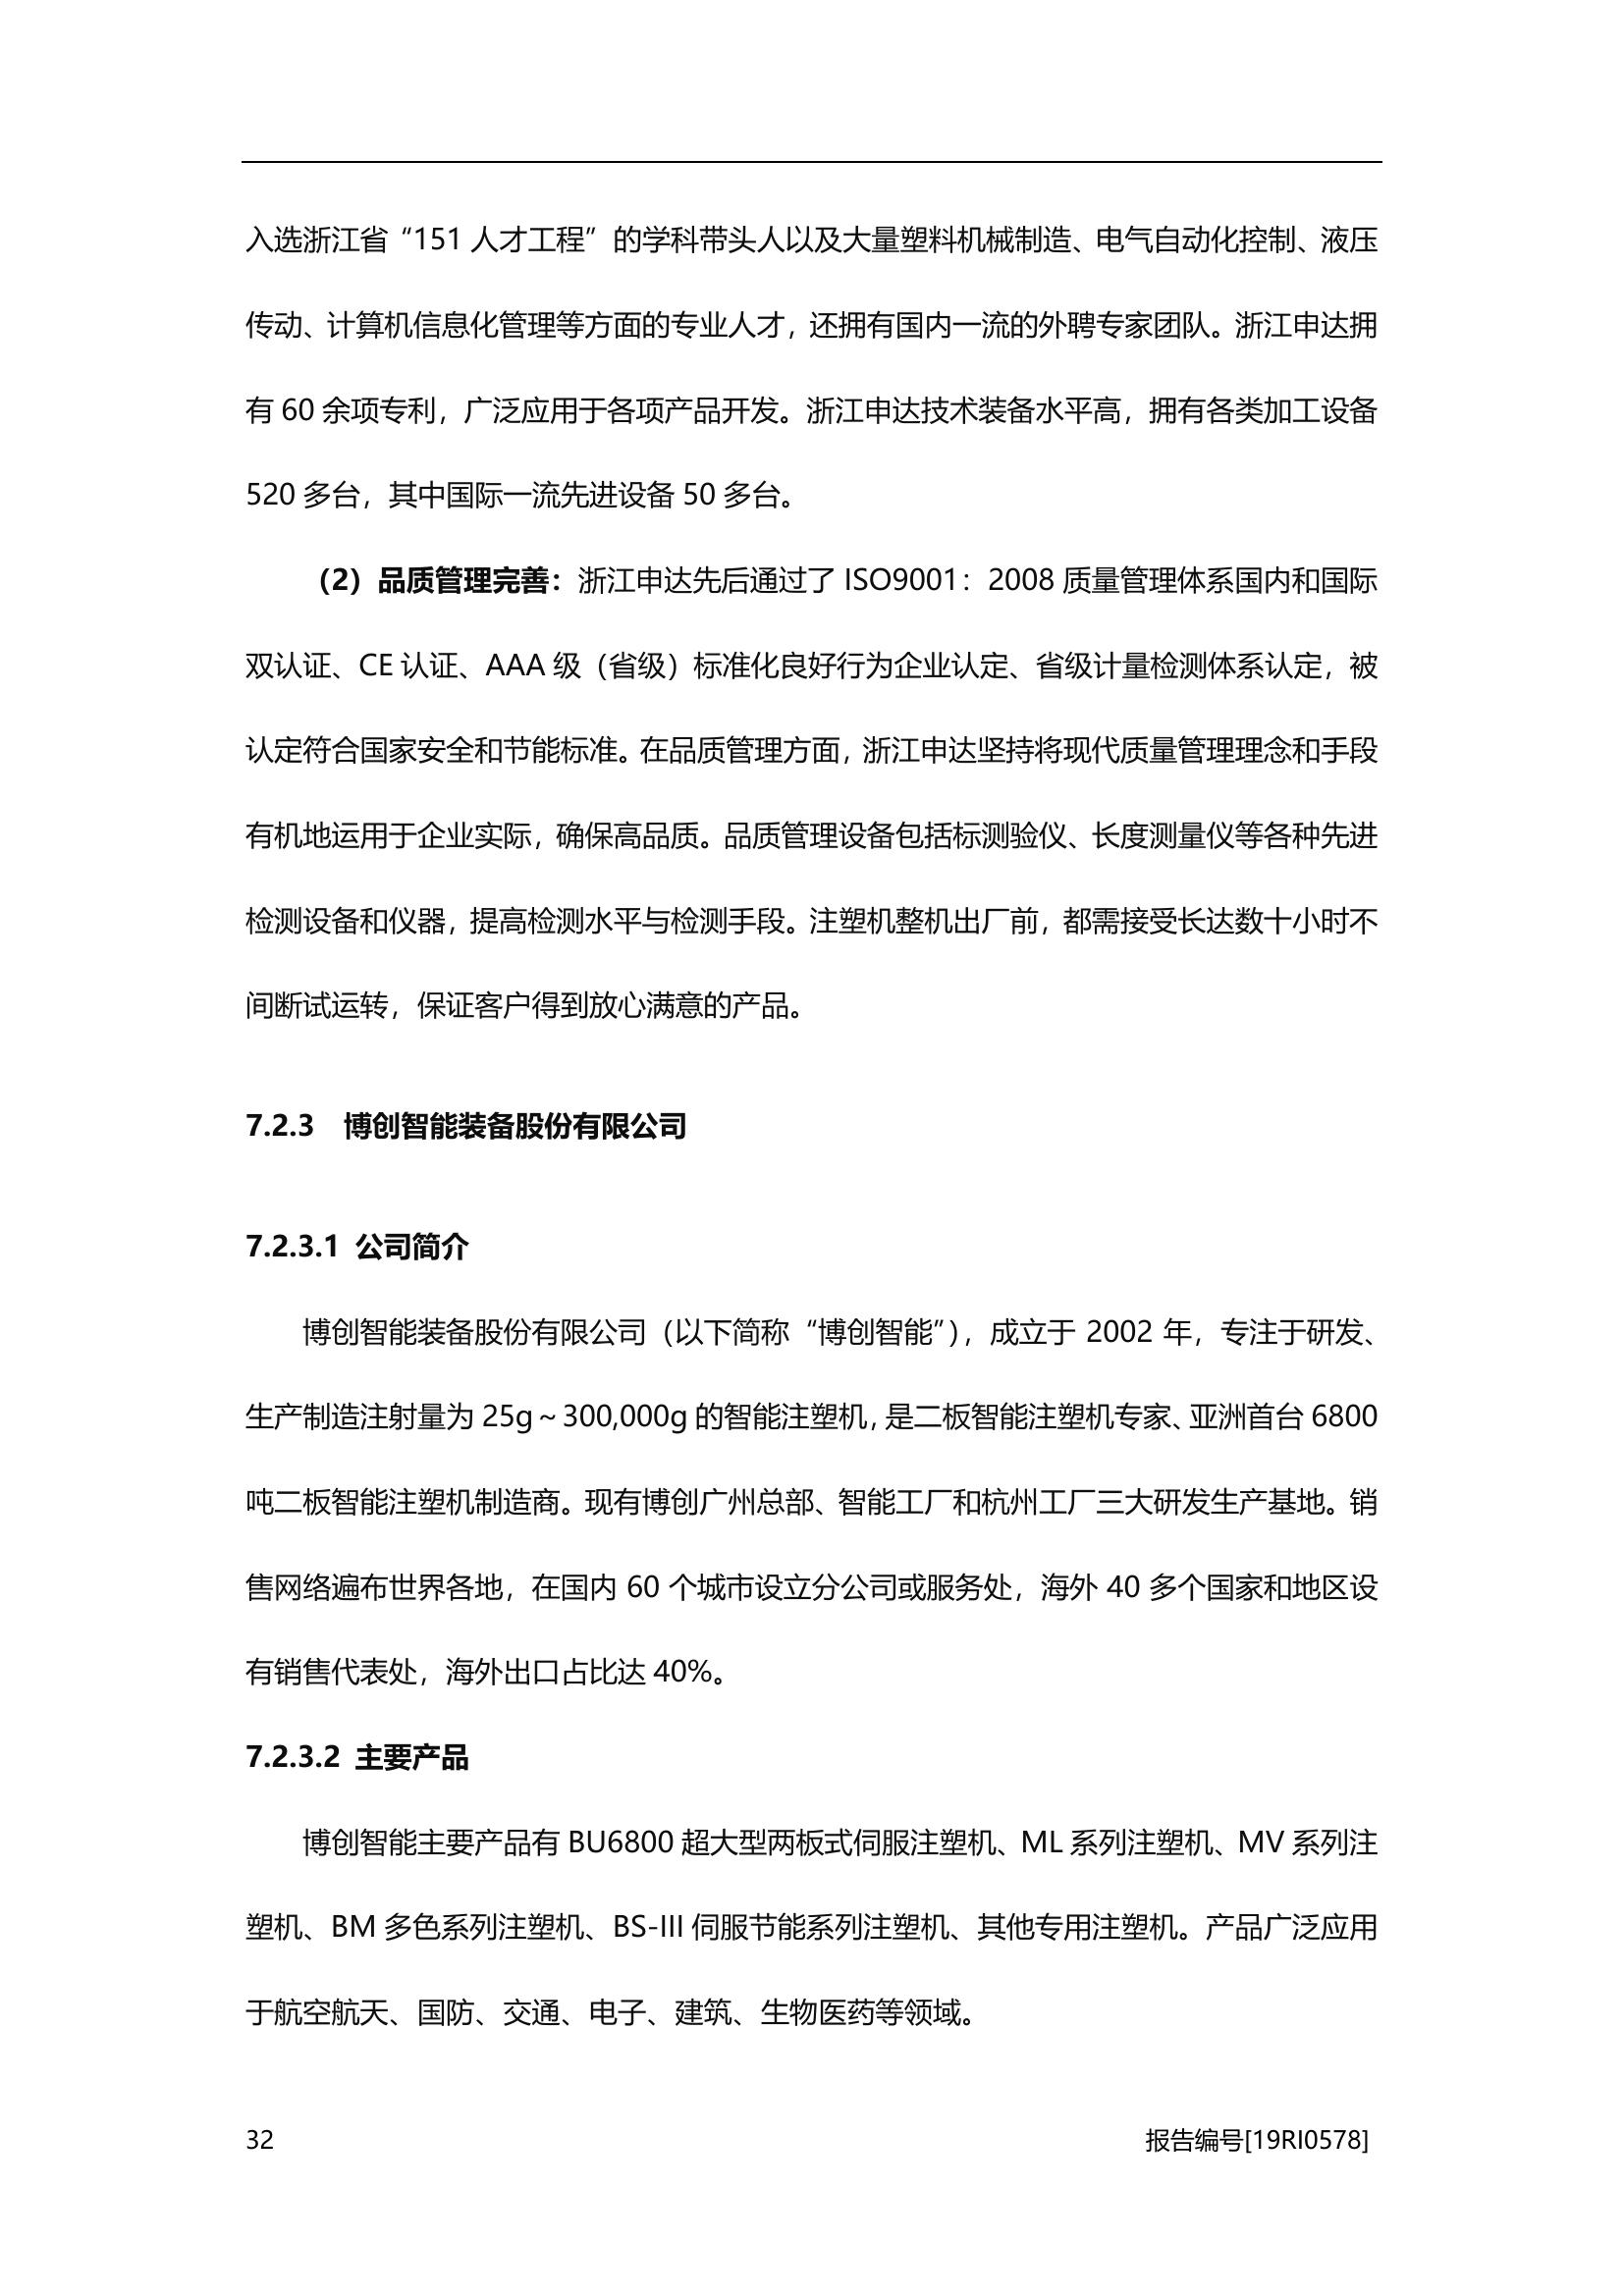 入选浙江省“151 人才工程”的学科带头人以及大量塑料机械制造、电气自动化控制、液压
传动、计算机信息化管理等方面的专业人才，还拥有国内一流的外聘专家团队。浙江申达拥
有 60 余项专利，广泛应用于各项产品开发。浙江申达技术装备水平高，拥有各类加工设备
520 多台，其中国际一流先进设备 50 多台。
（2）品质管理完善：浙江申达先后通过了 ISO9001：2008 质量管理体系国内和国际
双认证、CE 认证、AAA 级（省级）标准化良好行为企业认定、省级计量检测体系认定，被
认定符合国家安全和节能标准。在品质管理方面，浙江申达坚持将现代质量管理理念和手段
有机地运用于企业实际，确保高品质。品质管理设备包括标测验仪、长度测量仪等各种先进
检测设备和仪器，提高检测水平与检测手段。注塑机整机出厂前，都需接受长达数十小时不
间断试运转，保证客户得到放心满意的产品。
7.2.3 博创智能装备股份有限公司
7.2.3.1 公司简介
博创智能装备股份有限公司（以下简称“博创智能”），成立于 2002 年，专注于研发、
生产制造注射量为 25g～300,000g 的智能注塑机，是二板智能注塑机专家、亚洲首台 6800
吨二板智能注塑机制造商。现有博创广州总部、智能工厂和杭州工厂三大研发生产基地。销
售网络遍布世界各地，在国内 60 个城市设立分公司或服务处，海外 40 多个国家和地区设
有销售代表处，海外出口占比达 40%。
7.2.3.2 主要产品
博创智能主要产品有 BU6800 超大型两板式伺服注塑机、ML 系列注塑机、MV 系列注
塑机、BM 多色系列注塑机、BS-III 伺服节能系列注塑机、其他专用注塑机。产品广泛应用
于航空航天、国防、交通、电子、建筑、生物医药等领域。
32 报告编号[19RI0578]